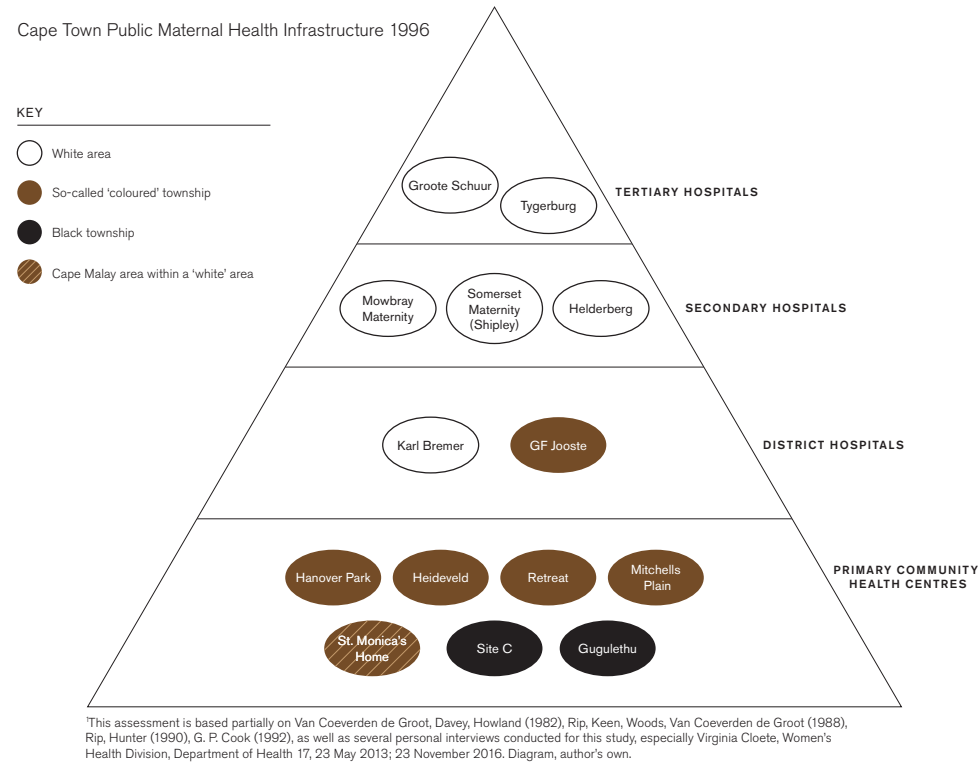 Cape Town Public Maternal Health Infrastructure 1996
KEY
White area
So-called ‘coloured’ township
Black township
Cape Malay area within a ‘white’ area
Groote Schuur
Tygerburg
TERTIARY HOSPITALS
Mowbray
Maternity
Somerset
Maternity
(Shipley)
Helderberg
SECONDARY HOSPITALS
Karl Bremer
GF Jooste
DISTRICT HOSPITALS
Hanover Park
Heideveld
Retreat
Mitchells
Plain
PRIMARY COMMUNITY
HEALTH CENTRES
St. Monica’s
Home
Site C
Gugulethu
¹This assessment is based partially on Van Coeverden de Groot, Davey, Howland (1982), Rip, Keen, Woods, Van Coeverden de Groot (1988),
Rip, Hunter (1990), G. P. Cook (1992), as well as several personal interviews conducted for this study, especially Virginia Cloete, Women’s
Health Division, Department of Health 17, 23 May 2013; 23 November 2016. Diagram, author’s own.